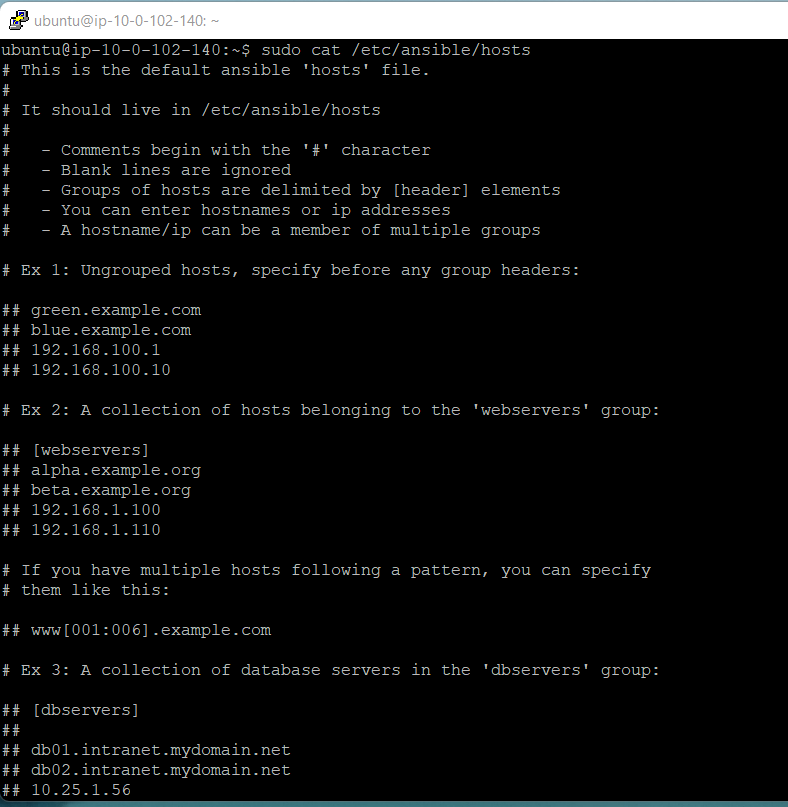 ubuntu@ip-10-0-102-140: ~
ubuntu@ip-10-0-102-140:~$ sudo cat /etc/ansible/hosts
# This is the default ansible 'hosts' file.
#
# It should live in /etc/ansible/hosts
#
#   - Comments begin with the '#' character
#   - Blank lines are ignored
#   - Groups of hosts are delimited by [header] elements
#   - You can enter hostnames or ip addresses
#   - A hostname/ip can be a member of multiple groups
# Ex 1: Ungrouped hosts, specify before any group headers:
## green.example.com
## blue.example.com
## 192.168.100.1
## 192.168.100.10
# Ex 2: A collection of hosts belonging to the 'webservers' group:
## [webservers]
## alpha.example.org
## beta.example.org
## 192.168.1.100
## 192.168.1.110
# If you have multiple hosts following a pattern, you can specify
# them like this:
## www[001:006].example.com
# Ex 3: A collection of database servers in the 'dbservers' group:
## [dbservers]
##
## db01.intranet.mydomain.net
## db02.intranet.mydomain.net
## 10.25.1.56